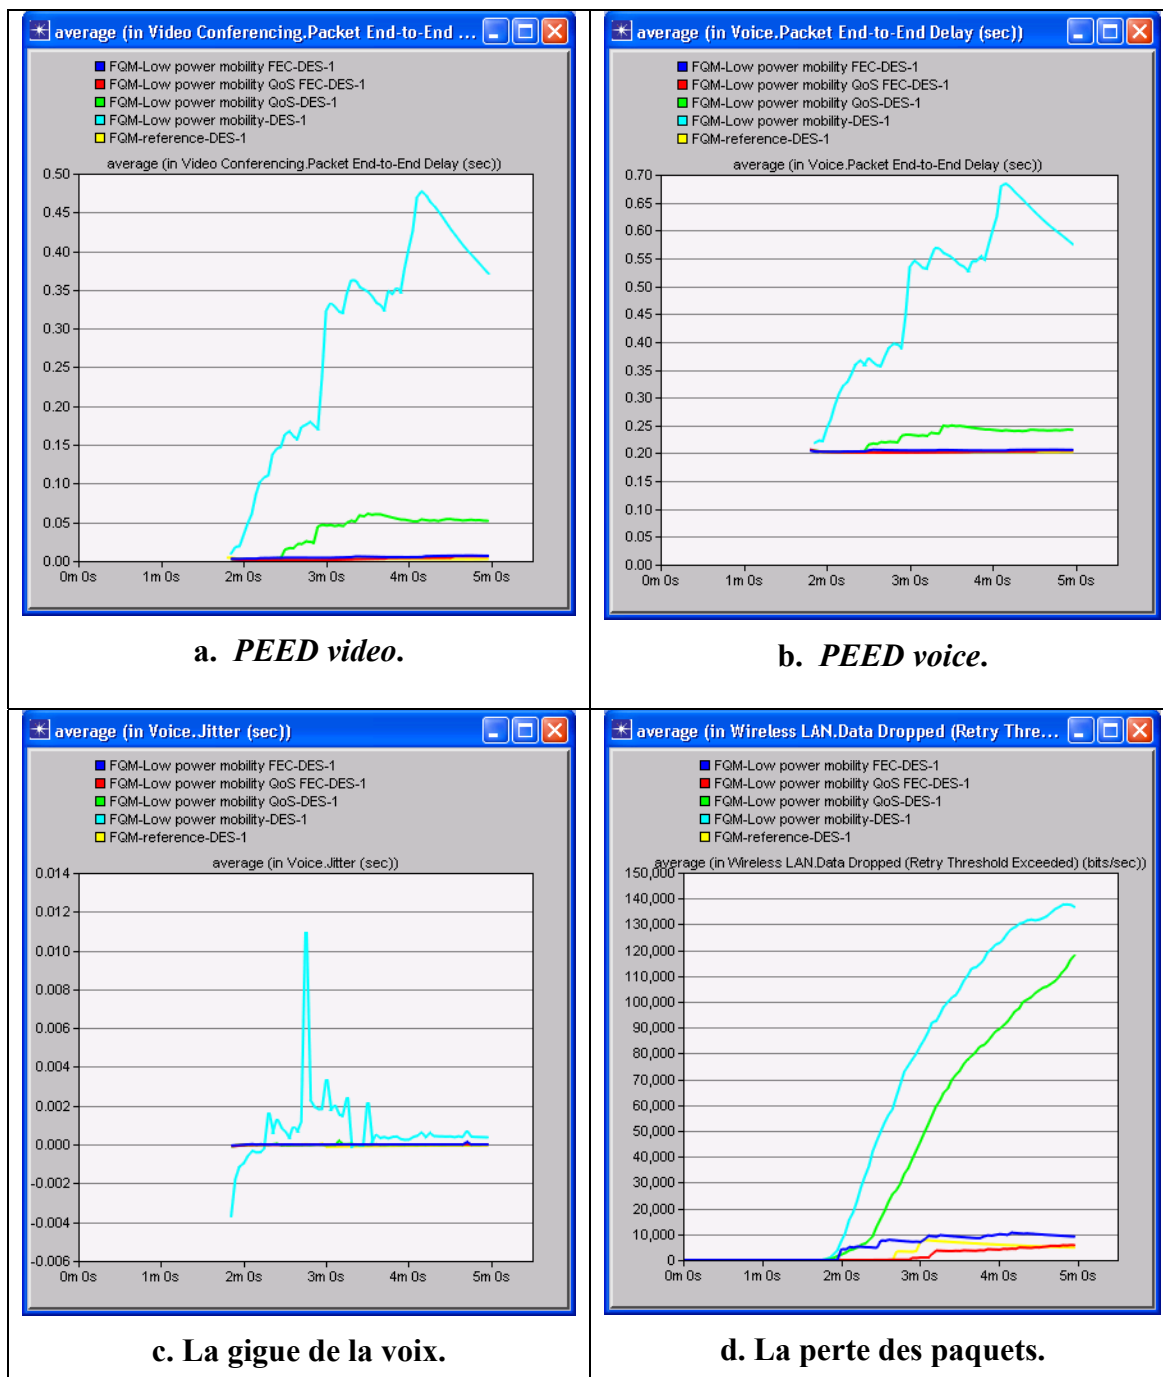 average (in Video Conferencing.Packet End-to-End ...
FQM-Low power mobility FEC-DES-1
FQM-Low power mobility QoS FEC-DES-1
FQM-Low power mobility QoS-DES-1
FQM-Low power mobility-DES-1
FQM-reference-DES-1
average (in Video Conferencing.Packet End-to-End Delay (sec))
0.50
0.45
0.40
0.35
0.30
0.25
0.20
0.15
0.10
0.05
0.00
0m 0s 1m 0s 2m 0s 3m 0s 4m 0s 5m 0s
a. PEED video.
average (in Voice.Packet End-to-End Delay (sec))
FQM-Low power mobility FEC-DES-1
FQM-Low power mobility QoS FEC-DES-1
FQM-Low power mobility QoS-DES-1
FQM-Low power mobility-DES-1
FQM-reference-DES-1
average (in Voice.Packet End-to-End Delay (sec))
0.70
0.65
0.60
0.55
0.50
0.45
0.40
0.35
0.30
0.25
0.20
0.15
0.10
0.05
0.00
0m 0s 1m 0s 2m 0s 3m 0s 4m 0s 5m 0s
b. PEED voice.
average (in Voice.Jitter (sec))
FQM-Low power mobility FEC-DES-1
FQM-Low power mobility QoS FEC-DES-1
FQM-Low power mobility QoS-DES-1
FQM-Low power mobility-DES-1
FQM-reference-DES-1
average (in Voice.Jitter (sec))
0.014
0.012
0.010
0.008
0.006
0.004
0.002
0.000
-0.002
-0.004
-0.006
0m 0s 1m 0s 2m 0s 3m 0s 4m 0s 5m 0s
c. La gigue de la voix.
average (in Wireless LAN.Data Dropped (Retry Thre...
FQM-Low power mobility FEC-DES-1
FQM-Low power mobility QoS FEC-DES-1
FQM-Low power mobility QoS-DES-1
FQM-Low power mobility-DES-1
FQM-reference-DES-1
average (in Wireless LAN.Data Dropped (Retry Threshold Exceeded) (bits/sec))
150,000
140,000
130,000
120,000
110,000
100,000
90,000
80,000
70,000
60,000
50,000
40,000
30,000
20,000
10,000
0
0m 0s 1m 0s 2m 0s 3m 0s 4m 0s 5m 0s
d. La perte des paquets.